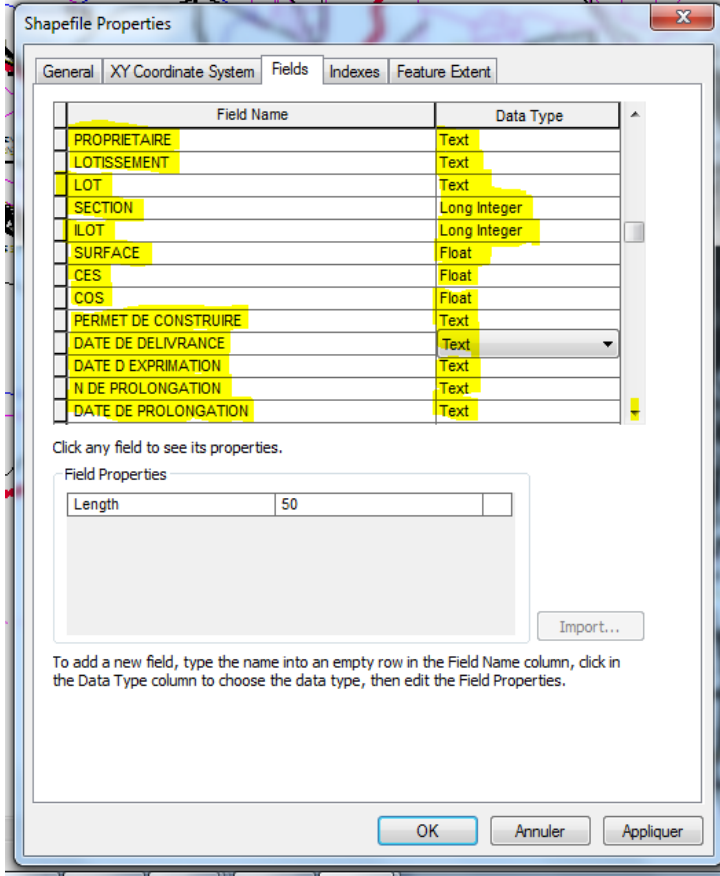 Shapefile Properties
General XY Coordinate System Fields Indexes Feature Extent
Field Name Data Type
PROPRIETAIRE Text
LOTISSEMENT Text
LOT Text
SECTION Long Integer
ILOT Long Integer
SURFACE Float
CES Float
COS Float
PERMET DE CONSTRUIRE Text
DATE DE DELIVRANCE Text
DATE D EXPRIMATION Text
N DE PROLONGATION Text
DATE DE PROLONGATION Text
Click any field to see its properties.
Field Properties
Length 50
Import...
To add a new field, type the name into an empty row in the Field Name column, click in
the Data Type column to choose the data type, then edit the Field Properties.
OK Annuler Appliquer